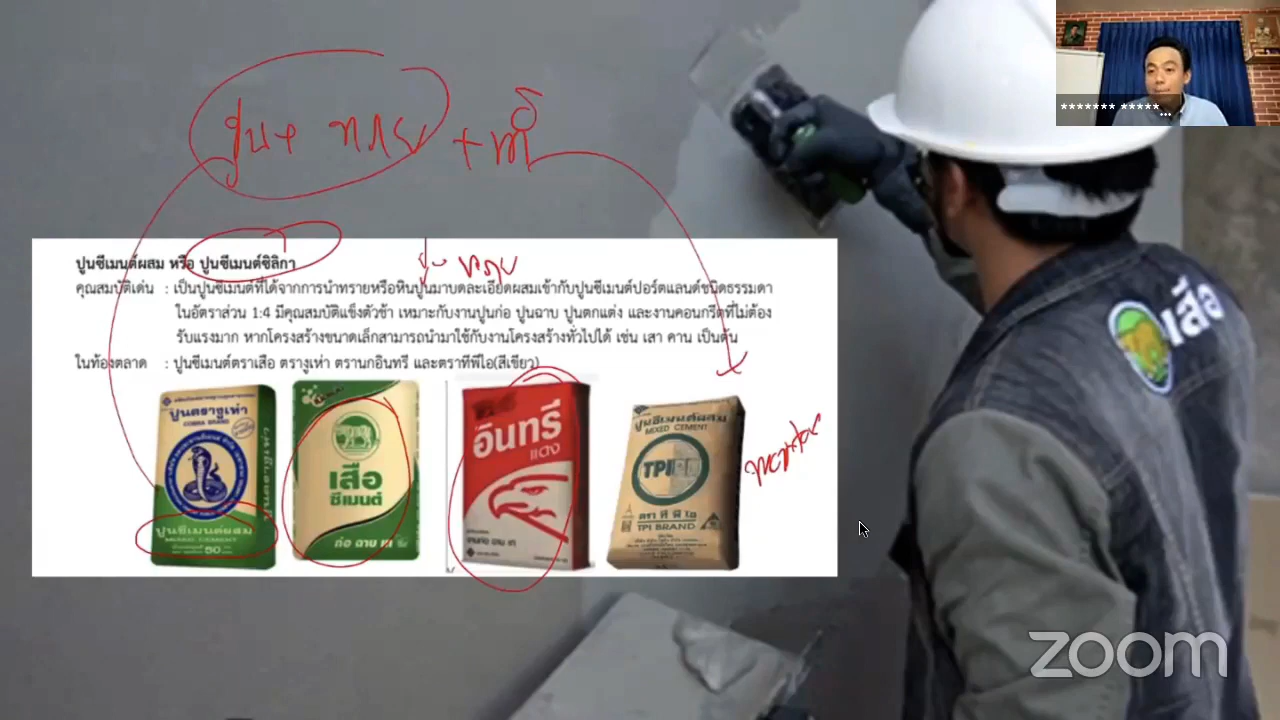 ******* *****...
ปูน+ ทราย + น้ำ
ปูนซีเมนต์ผสม หรือ ปูนซีเมนต์ซิลิกา
คุณสมบัติเด่น : เป็นปูนซีเมนต์ที่ได้จากการนำทรายหรือหินปูนมาบดละเอียดผสมเข้ากับปูนซีเมนต์ปอร์ตแลนด์ชนิดธรรมดา
ในอัตราส่วน 1:4 มีคุณสมบัติแข็งตัวช้า เหมาะกับงานปูนก่อ ปูนฉาบ ปูนตกแต่ง และงานคอนกรีตที่ไม่ต้อง
รับแรงมาก หากโครงสร้างขนาดเล็กสามารถนำมาใช้กับงานโครงสร้างทั่วไปได้ เช่น เสา คาน เป็นต้น
ในท้องตลาด : ปูนซีเมนต์ตราเสือ ตรางูเห่า ตรานกอินทรี และตราทีพีไอ(สีเขียว)
ปูนตรางูเห่า
COBRA BRAND
ปูนซีเมนต์ผสม
MIXED CEMENT
50
เสือ
ซีเมนต์
ก่อ ฉาบ เท
อินทรี
แดง
งานก่อ ฉาบ เท
ปูนซีเมนต์ผสม
MIXED CEMENT
TPI
ตรา ที พี ไอ
TPI BRAND
เสือ
zoom